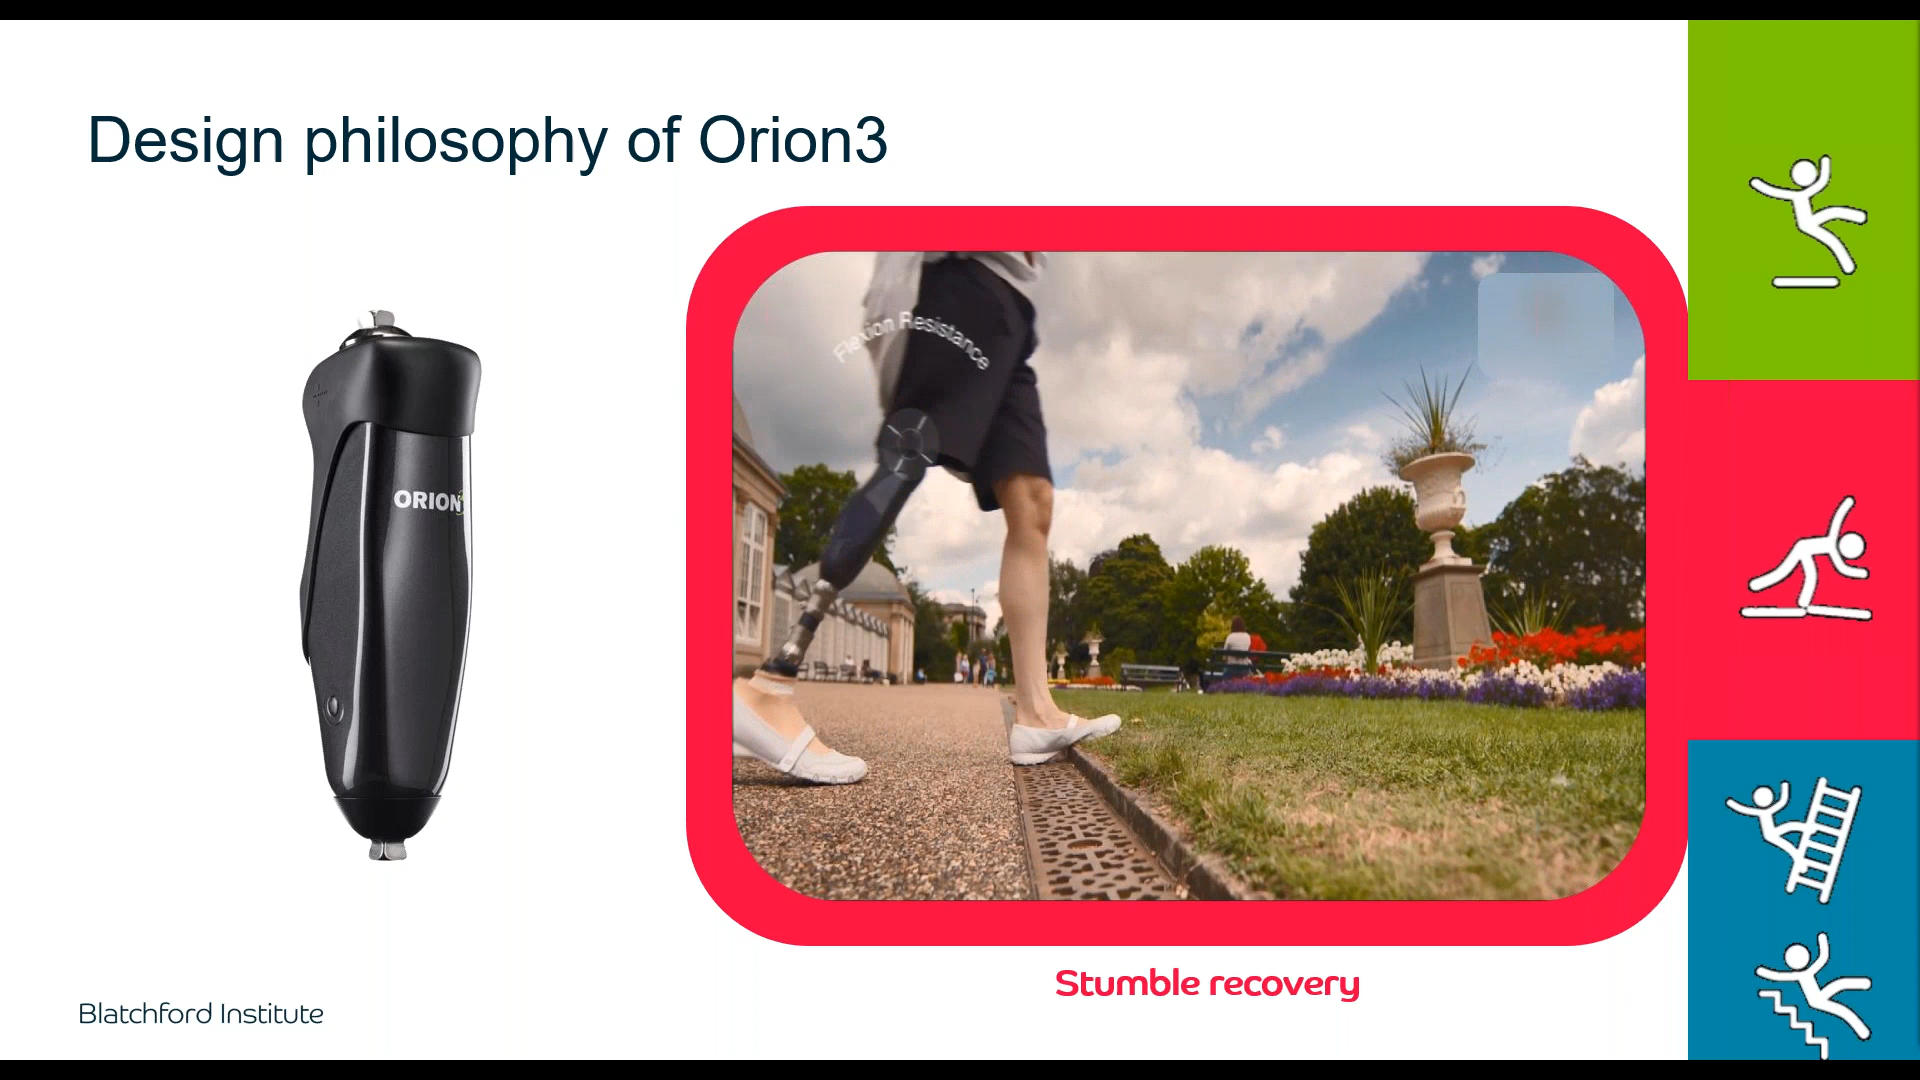 Design philosophy of Orion3
Flexion Resistance
ORION
Stumble recovery
Blatchford Institute